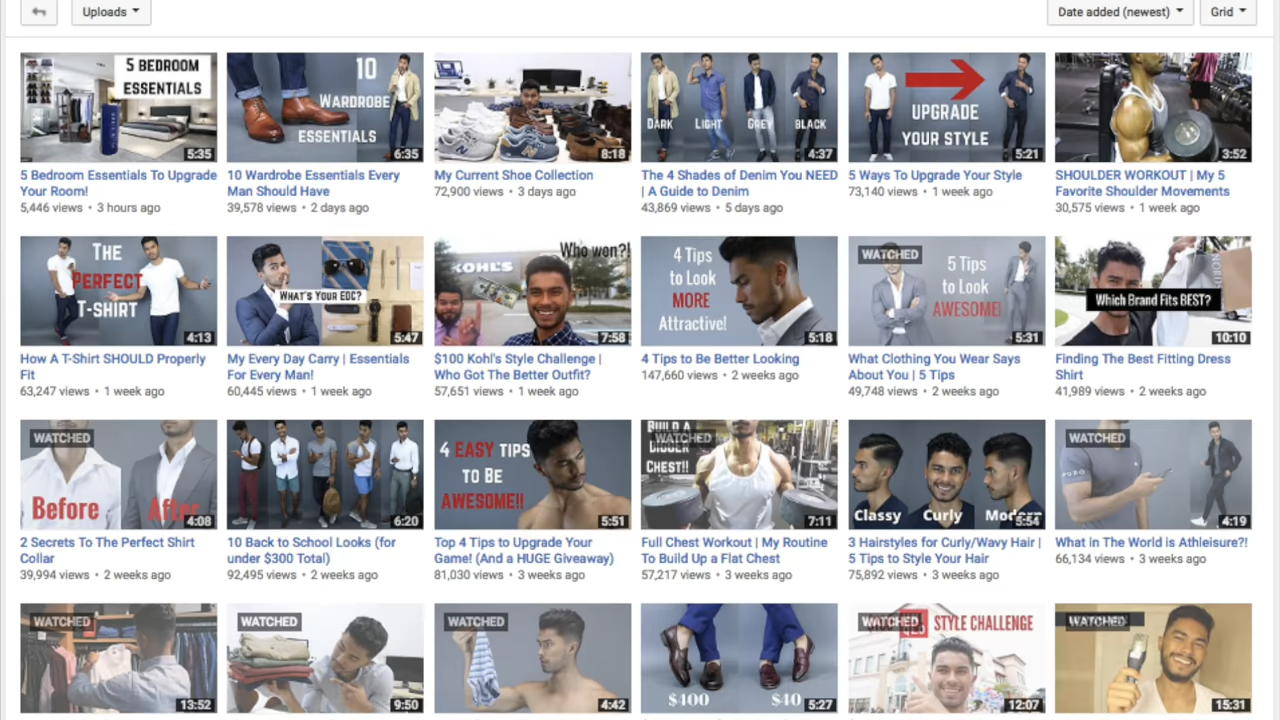 Uploads
Date added (newest)
Grid
5 BEDROOM
ESSENTIALS
5:35
10
WARDROBE
ESSENTIALS
6:35
8:18
DARK
LIGHT
GREY
BLACK
4:37
UPGRADE
YOUR STYLE
5:21
3:52
5 Bedroom Essentials To Upgrade
Your Room!
5,446 views • 3 hours ago
10 Wardrobe Essentials Every
Man Should Have
39,578 views • 2 days ago
My Current Shoe Collection
72,900 views • 3 days ago
The 4 Shades of Denim You NEED
| A Guide to Denim
43,869 views • 5 days ago
5 Ways To Upgrade Your Style
73,140 views • 1 week ago
SHOULDER WORKOUT | My 5
Favorite Shoulder Movements
30,575 views • 1 week ago
THE
PERFECT
T-SHIRT
4:13
WHAT'S YOUR EDC?
5:47
Who won?!
KOHL'S
7:58
4 Tips
to Look
MORE
Attractive!
5:18
WATCHED
5 Tips
to Look
AWESOME!
5:31
Which Brand Fits BEST?
10:10
How A T-Shirt SHOULD Properly
Fit
63,247 views • 1 week ago
My Every Day Carry | Essentials
For Every Man!
60,445 views • 1 week ago
$100 Kohl's Style Challenge |
Who Got The Better Outfit?
57,651 views • 1 week ago
4 Tips to Be Better Looking
147,660 views • 2 weeks ago
What Clothing You Wear Says
About You | 5 Tips
49,748 views • 2 weeks ago
Finding The Best Fitting Dress
Shirt
41,989 views • 2 weeks ago
WATCHED
Before
After
4:08
6:20
4 EASY TIPS
TO BE
AWESOME!!
5:51
BUILD A
WATCHED
BIGGER
CHEST!!
7:11
Classy
Curly
Modern
5:54
WATCHED
4:19
2 Secrets To The Perfect Shirt
Collar
39,994 views • 2 weeks ago
10 Back to School Looks (for
under $300 Total)
92,495 views • 2 weeks ago
Top 4 Tips to Upgrade Your
Game! (And a HUGE Giveaway)
81,030 views • 3 weeks ago
Full Chest Workout | My Routine
To Build Up a Flat Chest
57,217 views • 3 weeks ago
3 Hairstyles for Curly/Wavy Hair |
5 Tips to Style Your Hair
75,892 views • 3 weeks ago
What in The World is Athleisure?!
66,134 views • 3 weeks ago
WATCHED
13:52
WATCHED
9:50
WATCHED
4:42
$400
$40
5:27
WATCHED
STYLE CHALLENGE
12:07
WATCHED
15:31